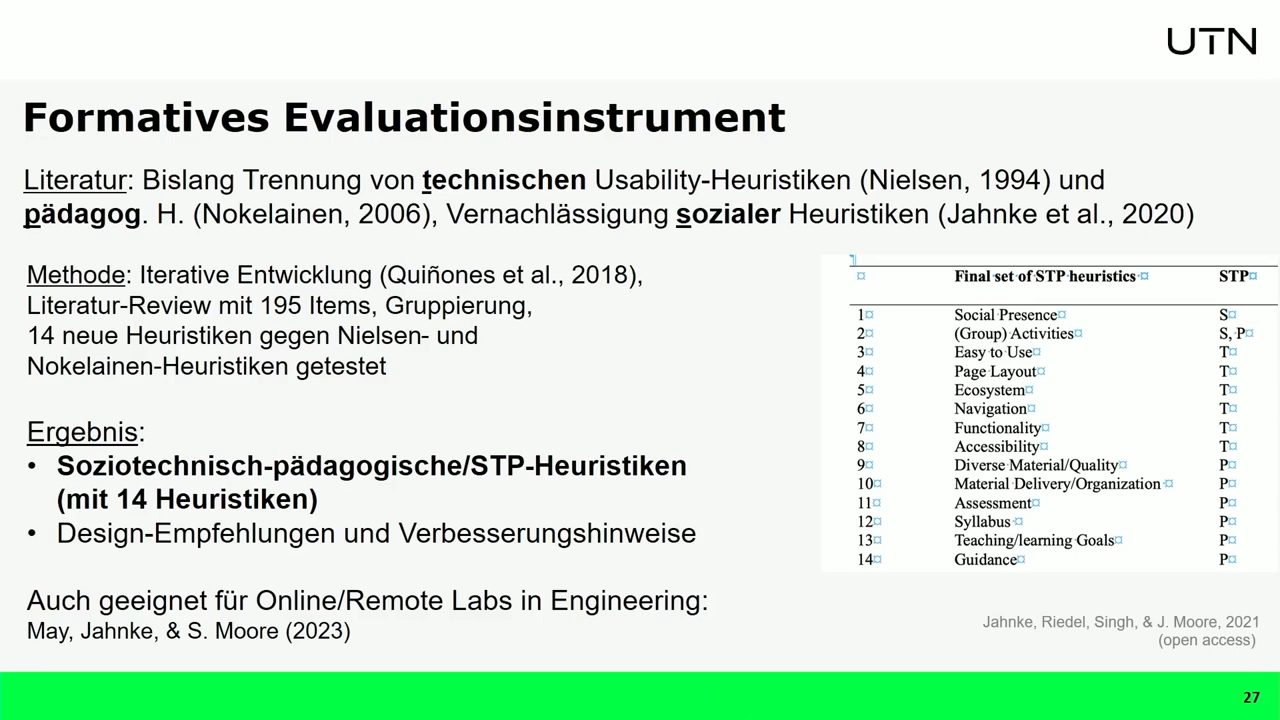 UTN
Formatives Evaluationsinstrument
Literatur: Bislang Trennung von technischen Usability-Heuristiken (Nielsen, 1994) und
pädagog. H. (Nokelainen, 2006), Vernachlässigung sozialer Heuristiken (Jahnke et al., 2020)
Methode: Iterative Entwicklung (Quiñones et al., 2018),
Literatur-Review mit 195 Items, Gruppierung,
14 neue Heuristiken gegen Nielsen- und
Nokelainen-Heuristiken getestet
Ergebnis:
• Soziotechnisch-pädagogische/STP-Heuristiken
(mit 14 Heuristiken)
• Design-Empfehlungen und Verbesserungshinweise
Auch geeignet für Online/Remote Labs in Engineering:
May, Jahnke, & S. Moore (2023)
¶
¤ Final·set·of·STP·heuristics·¤ STP¤
1¤ Social·Presence¤ S¤
2¤ (Group)·Activities¤ S,·P¤
3¤ Easy·to·Use¤ T¤
4¤ Page·Layout¤ T¤
5¤ Ecosystem¤ T¤
6¤ Navigation¤ T¤
7¤ Functionality¤ T¤
8¤ Accessibility¤ T¤
9¤ Diverse·Material/Quality¤ P¤
10¤ Material·Delivery/Organization·¤ P¤
11¤ Assessment¤ P¤
12¤ Syllabus·¤ P¤
13¤ Teaching/learning·Goals¤ P¤
14¤ Guidance¤ P¤
Jahnke, Riedel, Singh, & J. Moore, 2021
(open access)
27